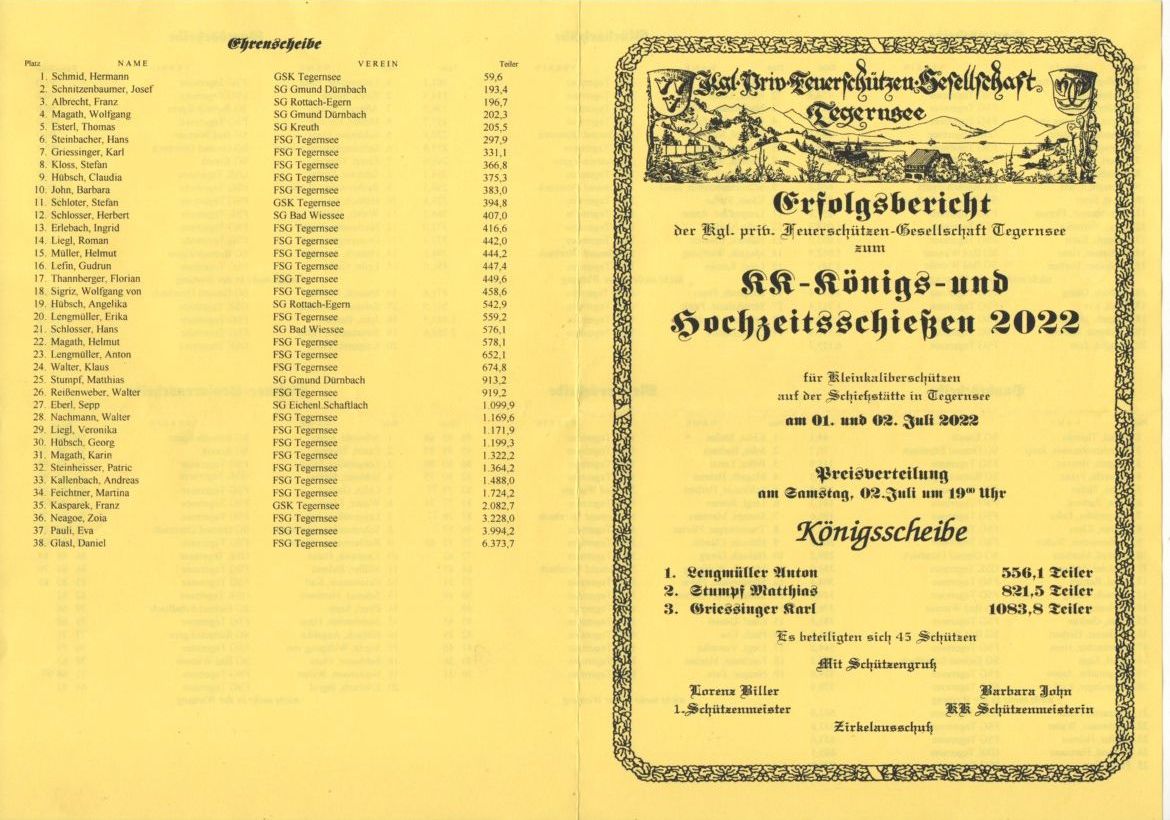 Ehrenscheibe
Platz NAME VEREIN Teiler
1. Schmid, Hermann GSK Tegernsee 59,6
2. Schnitzenbaumer, Josef SG Gmund Dürnbach 193,4
3. Albrecht, Franz SG Rottach-Egern 196,7
4. Magath, Wolfgang SG Gmund Dürnbach 202,3
5. Esterl, Thomas SG Kreuth 205,5
6. Steinbacher, Hans FSG Tegernsee 297,9
7. Griessinger, Karl FSG Tegernsee 331,1
8. Kloss, Stefan FSG Tegernsee 366,8
9. Hübsch, Claudia FSG Tegernsee 375,3
10. John, Barbara FSG Tegernsee 383,0
11. Schloter, Stefan GSK Tegernsee 394,8
12. Schlosser, Herbert SG Bad Wiessee 407,0
13. Erlebach, Ingrid FSG Tegernsee 416,6
14. Liegl, Roman FSG Tegernsee 442,0
15. Müller, Helmut FSG Tegernsee 444,2
16. Lefin, Gudrun FSG Tegernsee 447,4
17. Thannberger, Florian FSG Tegernsee 449,6
18. Sigriz, Wolfgang von FSG Tegernsee 458,6
19. Hübsch, Angelika SG Rottach-Egern 542,9
20. Lengmüller, Erika FSG Tegernsee 559,2
21. Schlosser, Hans SG Bad Wiessee 576,1
22. Magath, Helmut FSG Tegernsee 578,1
23. Lengmüller, Anton FSG Tegernsee 652,1
24. Walter, Klaus FSG Tegernsee 674,8
25. Stumpf, Matthias SG Gmund Dürnbach 913,2
26. Reißenweber, Walter FSG Tegernsee 919,2
27. Eberl, Sepp SG Eichenl.Schaftlach 1.099,9
28. Nachmann, Walter FSG Tegernsee 1.169,6
29. Liegl, Veronika FSG Tegernsee 1.171,9
30. Hübsch, Georg FSG Tegernsee 1.199,3
31. Magath, Karin FSG Tegernsee 1.322,2
32. Steinheisser, Patric FSG Tegernsee 1.364,2
33. Kallenbach, Andreas FSG Tegernsee 1.488,0
34. Feichtner, Martina FSG Tegernsee 1.724,2
35. Kasparek, Franz GSK Tegernsee 2.082,7
36. Neagoe, Zoia FSG Tegernsee 3.228,0
37. Pauli, Eva FSG Tegernsee 3.994,2
38. Glasl, Daniel FSG Tegernsee 6.373,7
Kgl-Priv-Feuerschützen-Gesellschaft
Tegernsee
Erfolgsbericht
der Kgl. priv. Feuerschützen-Gesellschaft Tegernsee
zum
KK-Königs-und
Hochzeitsschießen 2022
für Kleinkaliberschützen
auf der Schießstätte in Tegernsee
am 01. und 02. Juli 2022
Preisverteilung
am Samstag, 02.Juli um 19⁰⁰ Uhr
Königsscheibe
1. Lengmüller Anton 556,1 Teiler
2. Stumpf Matthias 821,5 Teiler
3. Griessinger Karl 1083,8 Teiler
Es beteiligten sich 45 Schützen
Mit Schützengruß
Lorenz Biller Barbara John
1.Schützenmeister KK Schützenmeisterin
Zirkelausschuß